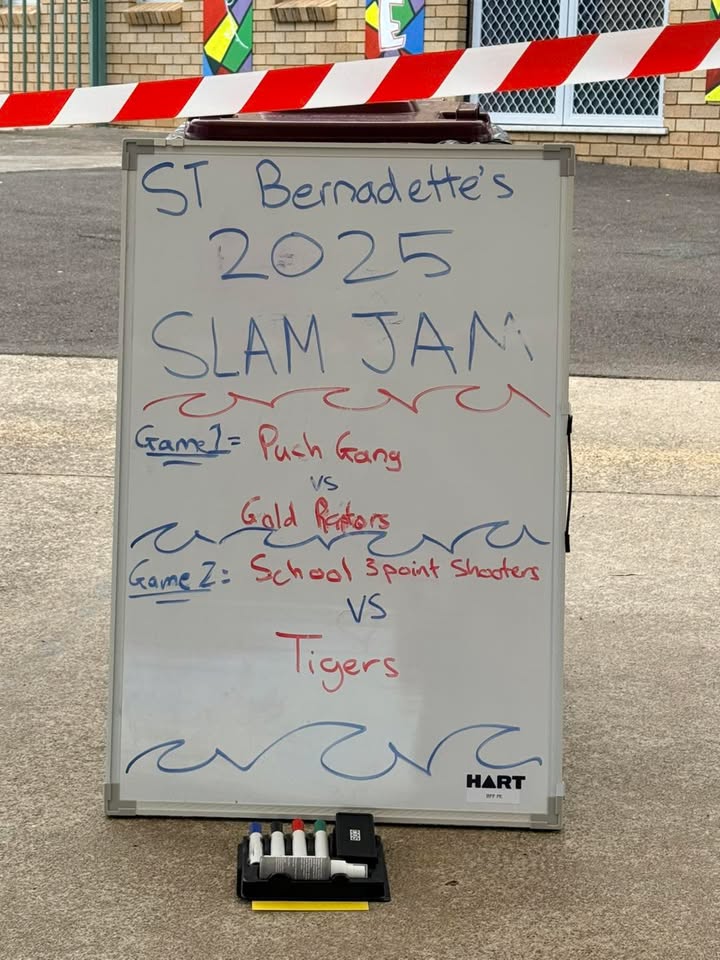 E
ST Bernadette's
2025
SLAM JAM
Game 1= Puch Gang
vs
Gold Raptors
Game 2: School 3 point Shooters
VS
Tigers
HART